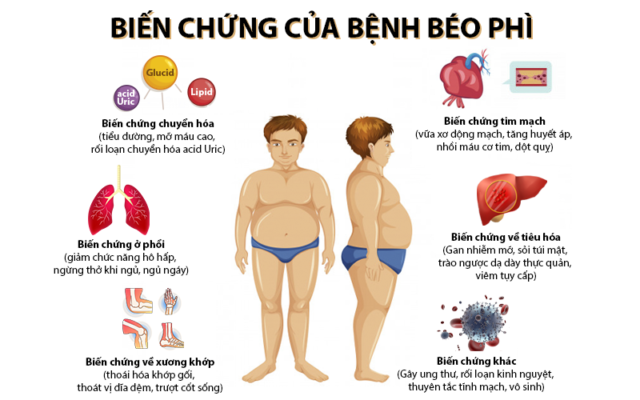 BIẾN CHỨNG CỦA BỆNH BÉO PHÌ
acid
Uric
Glucid
Lipid
Biến chứng chuyển hóa
(tiểu đường, mỡ máu cao,
rối loạn chuyển hóa acid Uric)
Biến chứng tim mạch
(vữa xơ dộng mạch, tăng huyết áp,
nhồi máu cơ tim, dột quỵ)
Biến chứng ở phổi
(giảm chức năng hô hấp,
ngừng thở khi ngủ, ngủ ngáy)
Biến chứng về tiêu hóa
(Gan nhiễm mỡ, sỏi túi mật,
trào ngược dạ dày thực quản,
viêm tụy cấp)
Biến chứng về xương khớp
(thoái hóa khớp gối,
thoát vị đĩa đệm, trượt cốt sống)
Biến chứng khác
(Gây ung thư, rối loạn kinh nguyệt,
thuyên tắc tĩnh mạch, vô sinh)